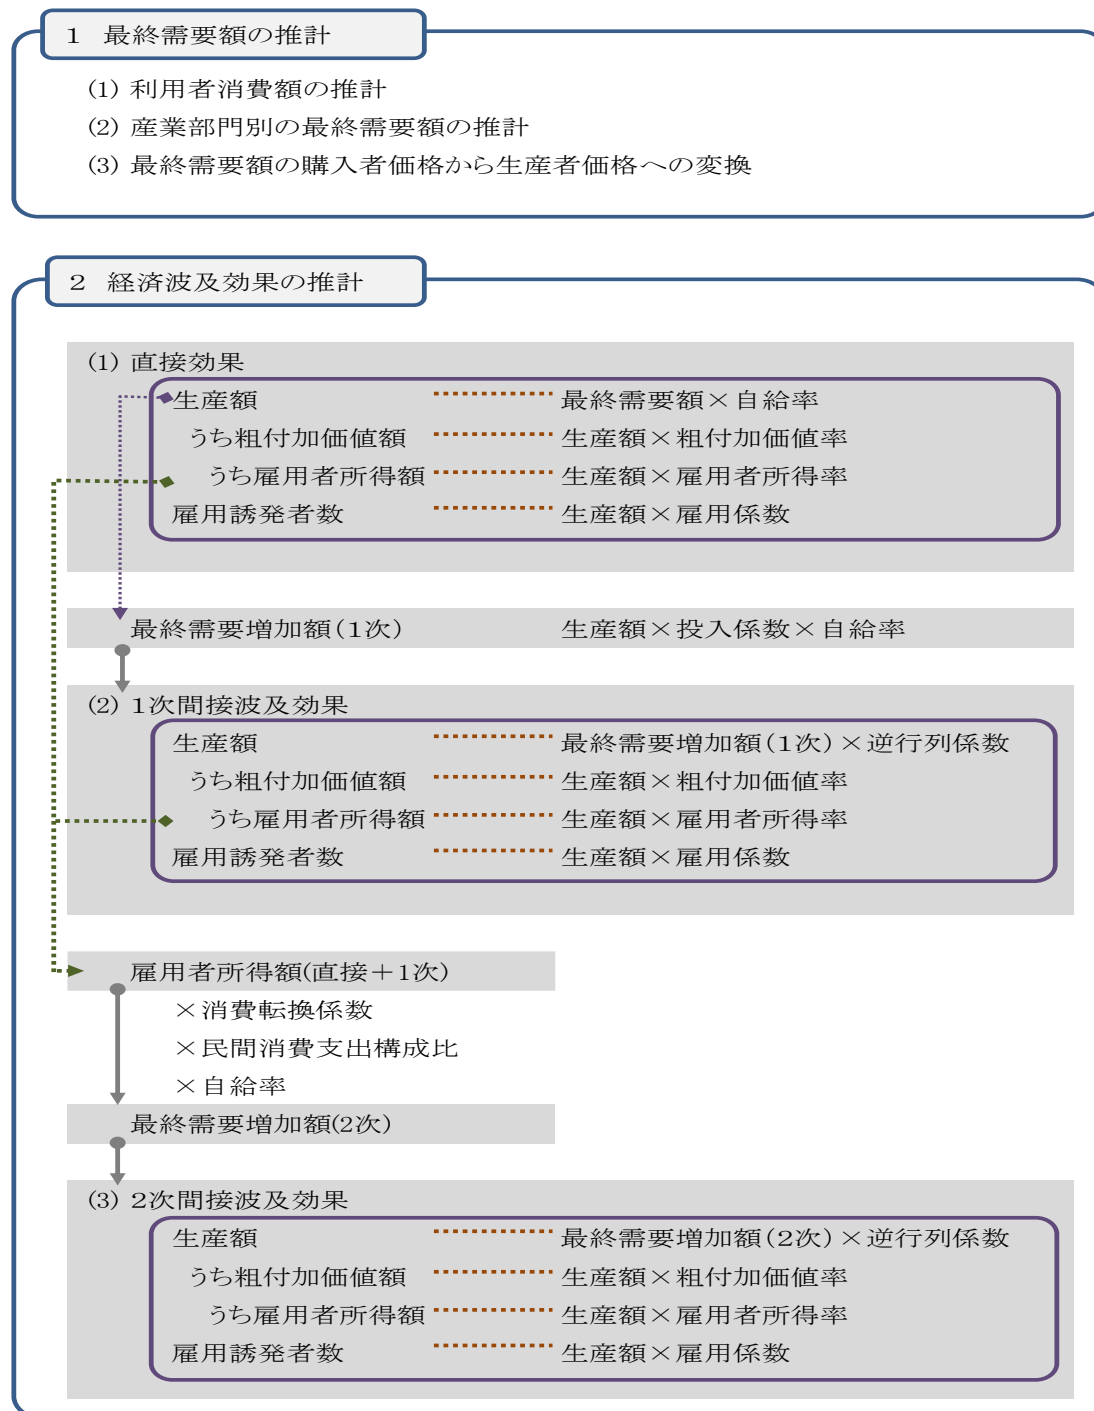 1 最終需要額の推計
(1) 利用者消費額の推計
(2) 産業部門別の最終需要額の推計
(3) 最終需要額の購入者価格から生産者価格への変換
2 経済波及効果の推計
(1) 直接効果
生産額 最終需要額×自給率
うち粗付加価値額 生産額×粗付加価値率
うち雇用者所得額 生産額×雇用者所得率
雇用誘発者数 生産額×雇用係数
最終需要増加額(1次) 生産額×投入係数×自給率
(2) 1次間接波及効果
生産額 最終需要増加額(1次)×逆行列係数
うち粗付加価値額 生産額×粗付加価値率
うち雇用者所得額 生産額×雇用者所得率
雇用誘発者数 生産額×雇用係数
雇用者所得額(直接+1次)
×消費転換係数
×民間消費支出構成比
×自給率
最終需要増加額(2次)
(3) 2次間接波及効果
生産額 最終需要増加額(2次)×逆行列係数
うち粗付加価値額 生産額×粗付加価値率
うち雇用者所得額 生産額×雇用者所得率
雇用誘発者数 生産額×雇用係数